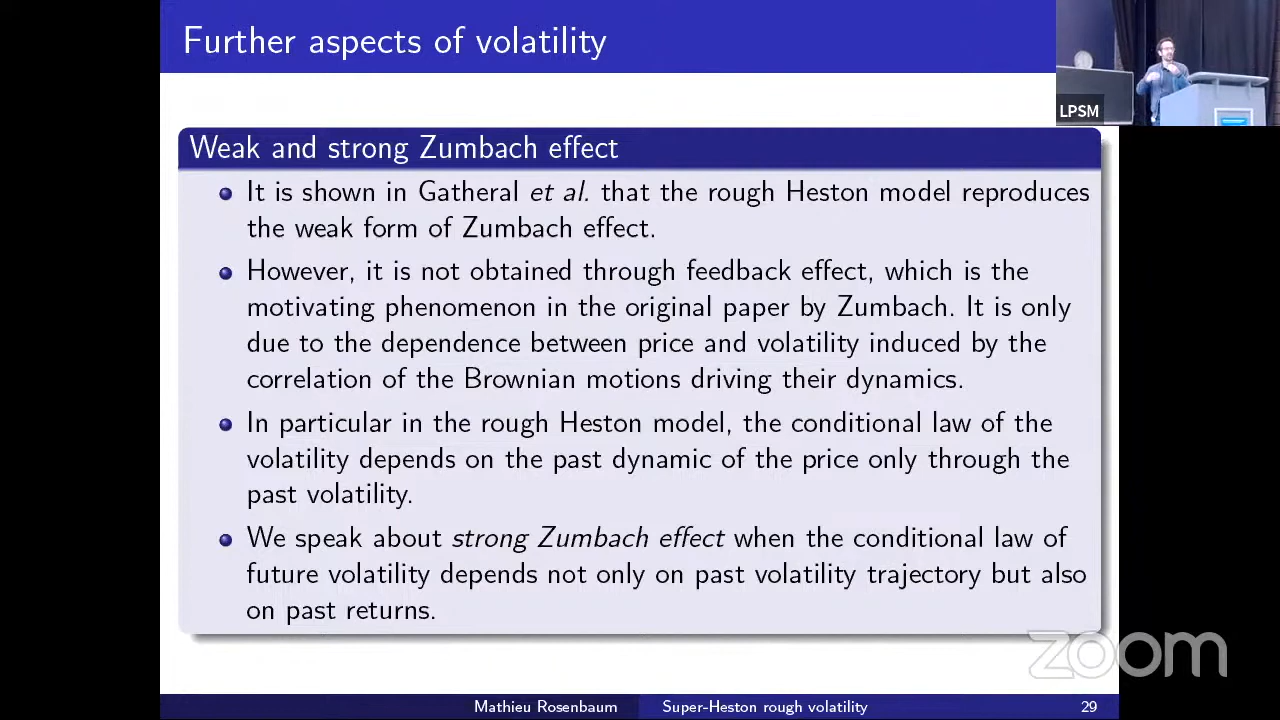 Further aspects of volatility
LPSM
Weak and strong Zumbach effect
It is shown in Gatheral et al. that the rough Heston model reproduces
the weak form of Zumbach effect.
However, it is not obtained through feedback effect, which is the
motivating phenomenon in the original paper by Zumbach. It is only
due to the dependence between price and volatility induced by the
correlation of the Brownian motions driving their dynamics.
In particular in the rough Heston model, the conditional law of the
volatility depends on the past dynamic of the price only through the
past volatility.
We speak about strong Zumbach effect when the conditional law of
future volatility depends not only on past volatility trajectory but also
on past returns.
zoom
Mathieu Rosenbaum Super-Heston rough volatility 29